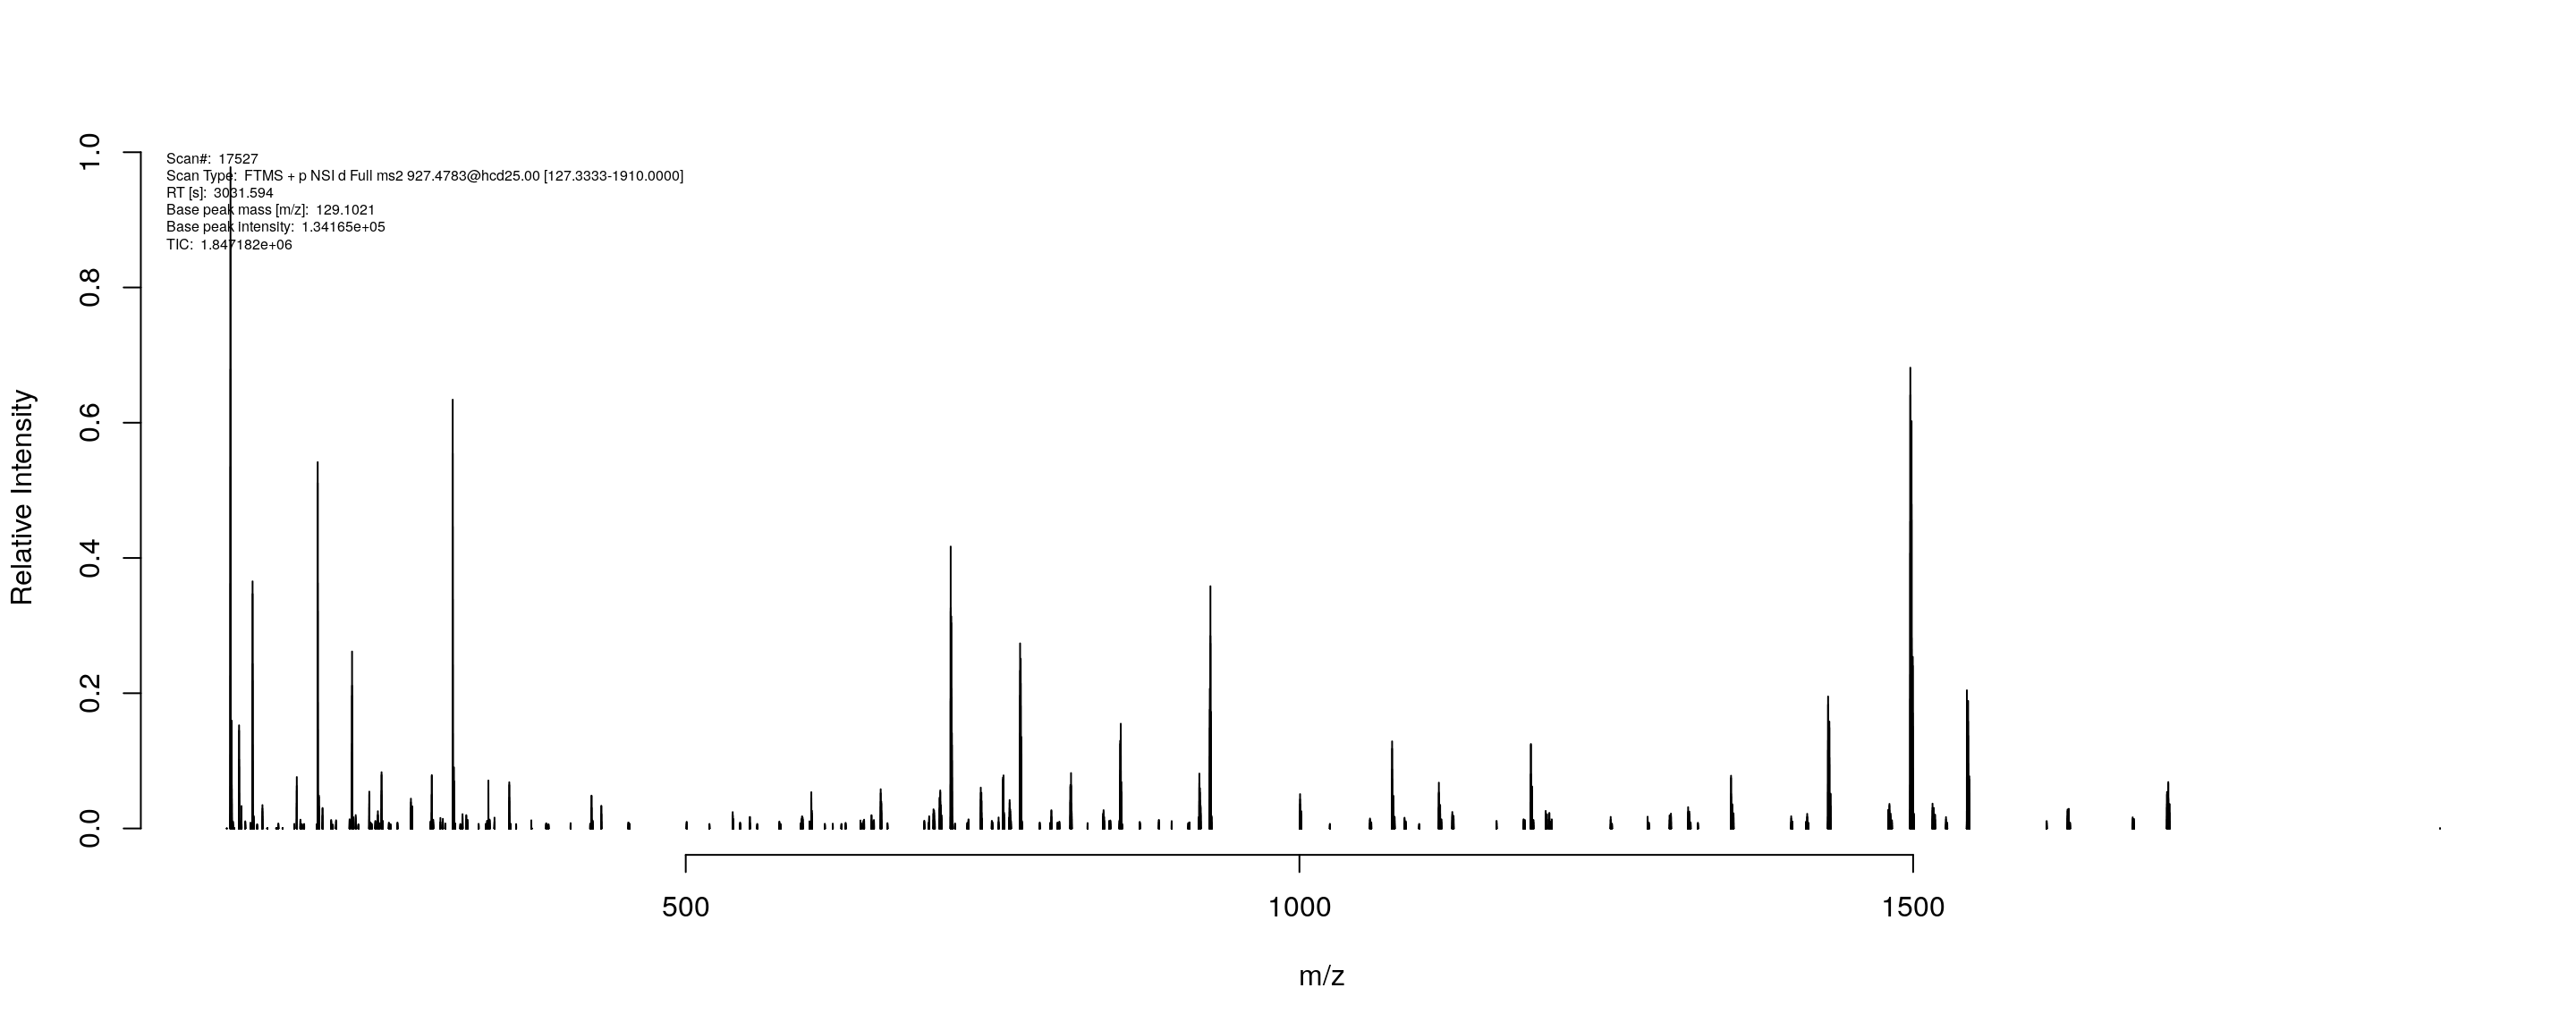 Scan#: 17527
Scan Type: FTMS + p NSI d Full ms2 927.4783@hcd25.00 [127.3333-1910.0000]
RT [s]: 3031.594
Base peak mass [m/z]: 129.1021
Base peak intensity: 1.34165e+05
TIC: 1.847182e+06
1.0
0.8
0.6
0.4
0.2
0.0
Relative Intensity
500 1000 1500
m/z